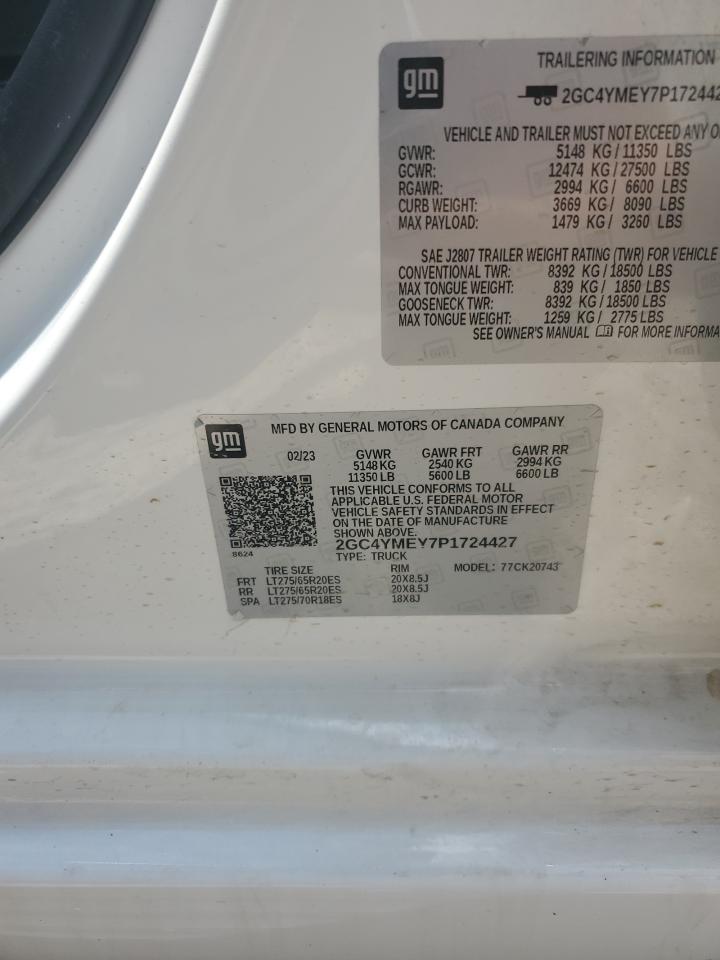 gm
TRAILERING INFORMATION
2GC4YMEY7P172442
VEHICLE AND TRAILER MUST NOT EXCEED ANY O
GVWR: 5148 KG / 11350 LBS
GCWR: 12474 KG / 27500 LBS
RGAWR: 2994 KG / 6600 LBS
CURB WEIGHT: 3669 KG / 8090 LBS
MAX PAYLOAD: 1479 KG / 3260 LBS
SAE J2807 TRAILER WEIGHT RATING (TWR) FOR VEHICLE
CONVENTIONAL TWR: 8392 KG / 18500 LBS
MAX TONGUE WEIGHT: 839 KG / 1850 LBS
GOOSENECK TWR: 8392 KG / 18500 LBS
MAX TONGUE WEIGHT: 1259 KG / 2775 LBS
SEE OWNER'S MANUAL FOR MORE INFORMA
gm
MFD BY GENERAL MOTORS OF CANADA COMPANY
02/23 GVWR GAWR FRT GAWR RR
5148 KG 2540 KG 2994 KG
11350 LB 5600 LB 6600 LB
THIS VEHICLE CONFORMS TO ALL
APPLICABLE U.S. FEDERAL MOTOR
VEHICLE SAFETY STANDARDS IN EFFECT
ON THE DATE OF MANUFACTURE
SHOWN ABOVE.
2GC4YMEY7P1724427
8624
TYPE: TRUCK MODEL: 77CK20743
TIRE SIZE RIM
FRT LT275/65R20ES 20X8.5J
RR LT275/65R20ES 20X8.5J
SPA LT275/70R18ES 18X8J